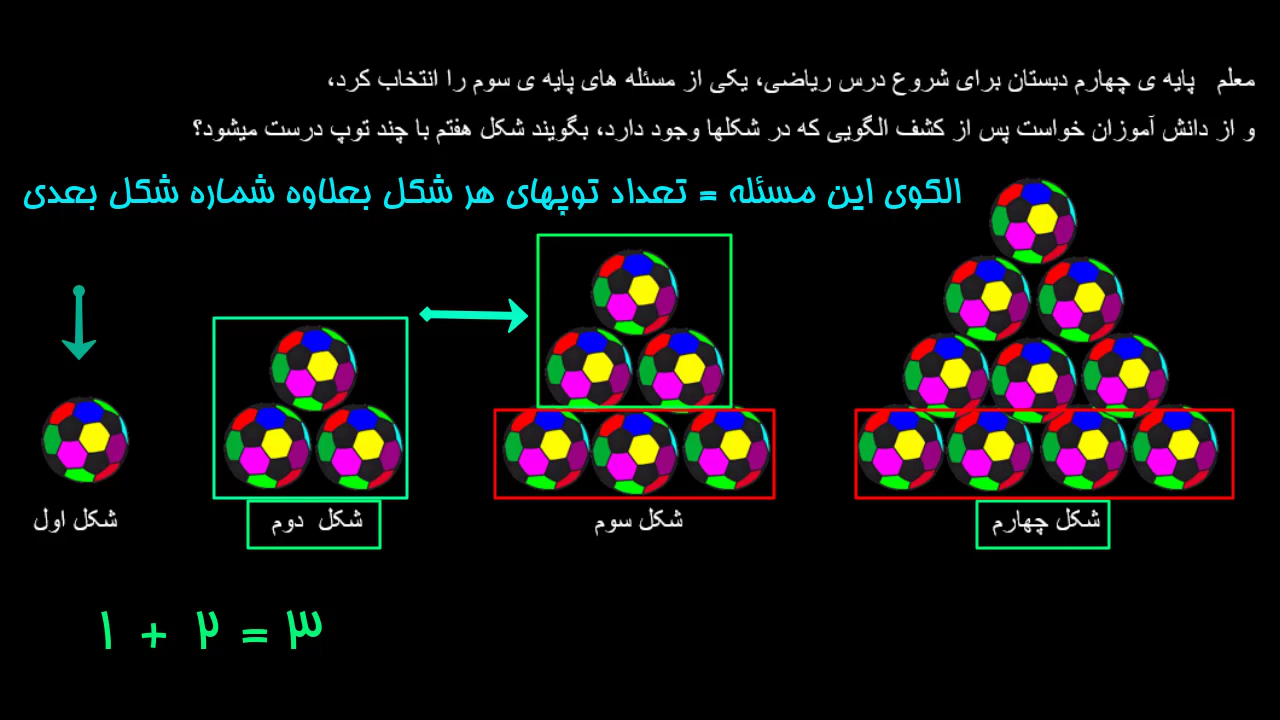 معلم پایه ی چهارم دبستان برای شروع درس ریاضی، یکی از مسئله های پایه ی سوم را انتخاب کرد،
و از دانش آموزان خواست پس از کشف الگویی که در شکلها وجود دارد، بگویند شکل هفتم با چند توپ درست میشود؟
الگوی این مسئله = تعداد توپهای هر شکل بعلاوه شماره شکل بعدی
شکل اول
شکل دوم
شکل سوم
شکل چهارم
۱ + ۲ = ۳